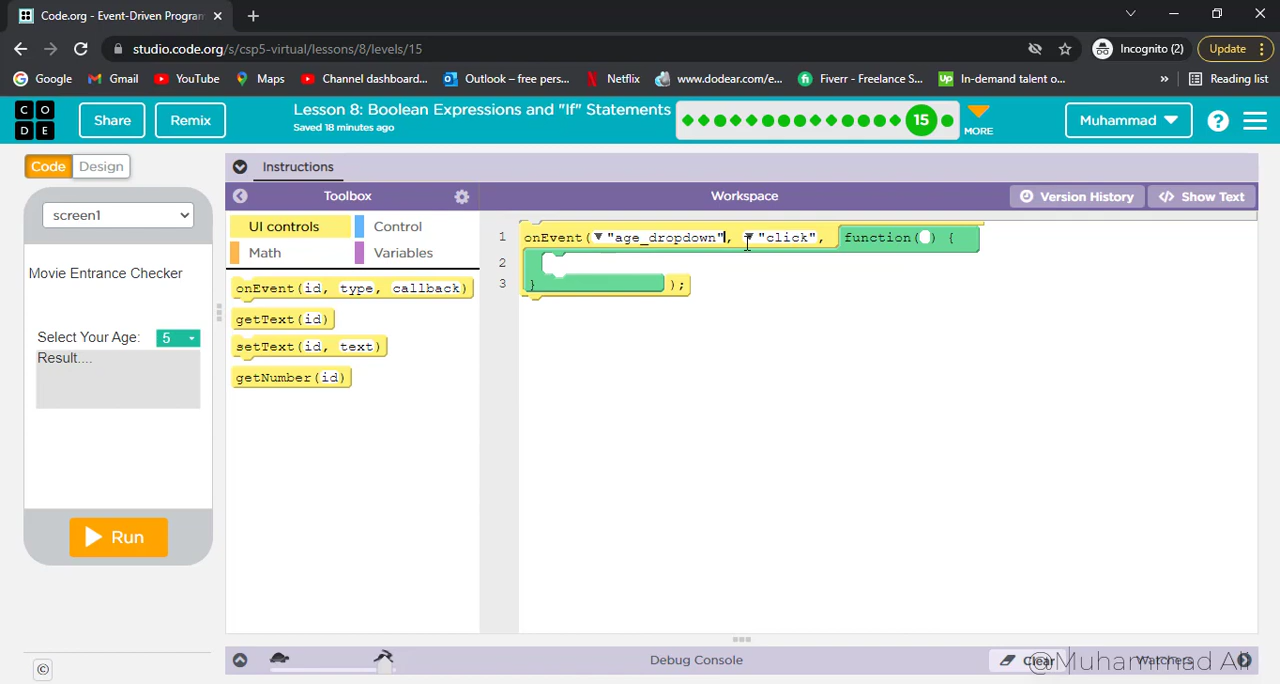 Code.org - Event-Driven Program
studio.code.org/s/csp5-virtual/lessons/8/levels/15
Incognito (2)
Update
Google
Gmail
YouTube
Maps
Channel dashboard...
Outlook – free pers...
Netflix
www.dodear.com/e...
Fiverr - Freelance S...
Up
In-demand talent o...
»
Reading list
CODE
Share
Remix
Lesson 8: Boolean Expressions and "If" Statements
Saved 18 minutes ago
15
MORE
Muhammad
?
Code
Design
Instructions
Toolbox
Workspace
Version History
</> Show Text
screen1
Movie Entrance Checker
Select Your Age:
5
Result....
Run
©
UI controls
Control
Math
Variables
onEvent(id, type, callback)
getText(id)
setText(id, text)
getNumber(id)
1 onEvent( "age_dropdown", "click", function( ) {
2
3 } );
Debug Console
Clear
Watchers
@Muhammad Ali